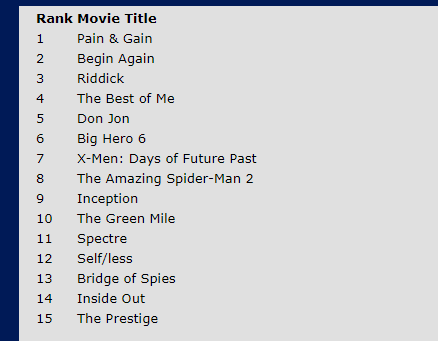 Rank Movie Title
1 Pain & Gain
2 Begin Again
3 Riddick
4 The Best of Me
5 Don Jon
6 Big Hero 6
7 X-Men: Days of Future Past
8 The Amazing Spider-Man 2
9 Inception
10 The Green Mile
11 Spectre
12 Self/less
13 Bridge of Spies
14 Inside Out
15 The Prestige